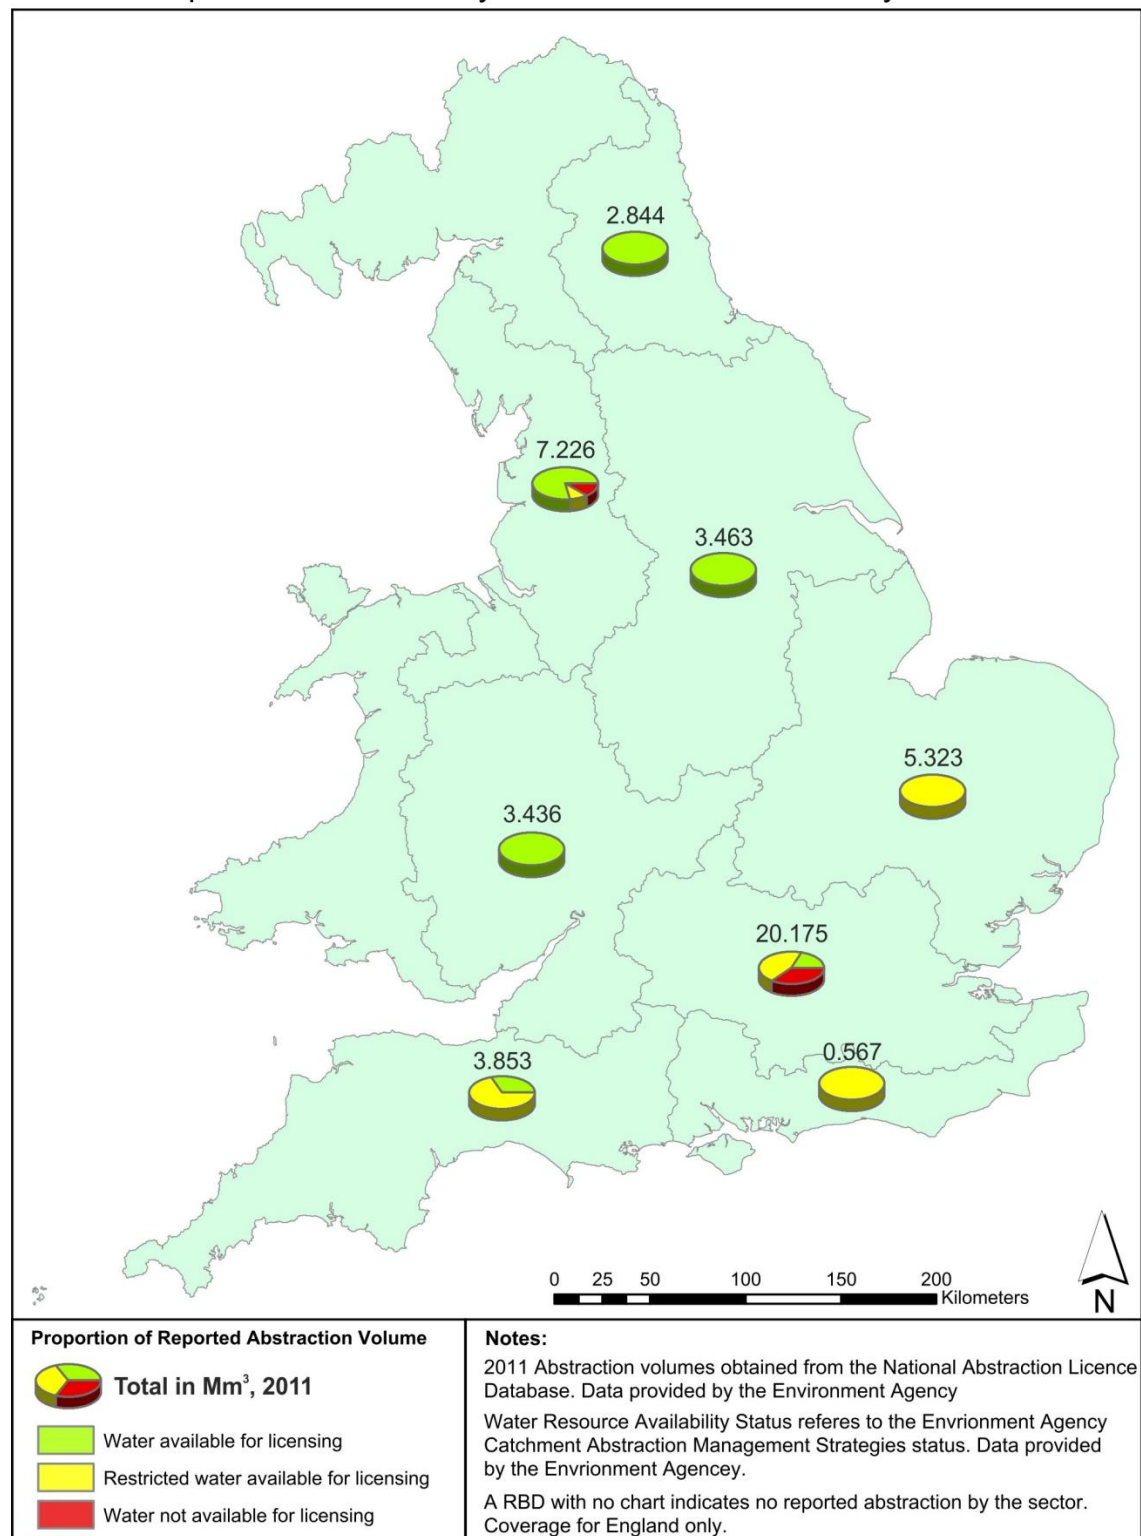 2.844
7.226
3.463
5.323
3.436
20.175
3.853
0.567
0 25 50 100 150 200
Kilometers
N
Proportion of Reported Abstraction Volume
Total in Mm³, 2011
Water available for licensing
Restricted water available for licensing
Water not available for licensing
Notes:
2011 Abstraction volumes obtained from the National Abstraction Licence
Database. Data provided by the Environment Agency
Water Resource Availability Status referes to the Envrionment Agency
Catchment Abstraction Management Strategies status. Data provided
by the Envrionment Agencey.
A RBD with no chart indicates no reported abstraction by the sector.
Coverage for England only.